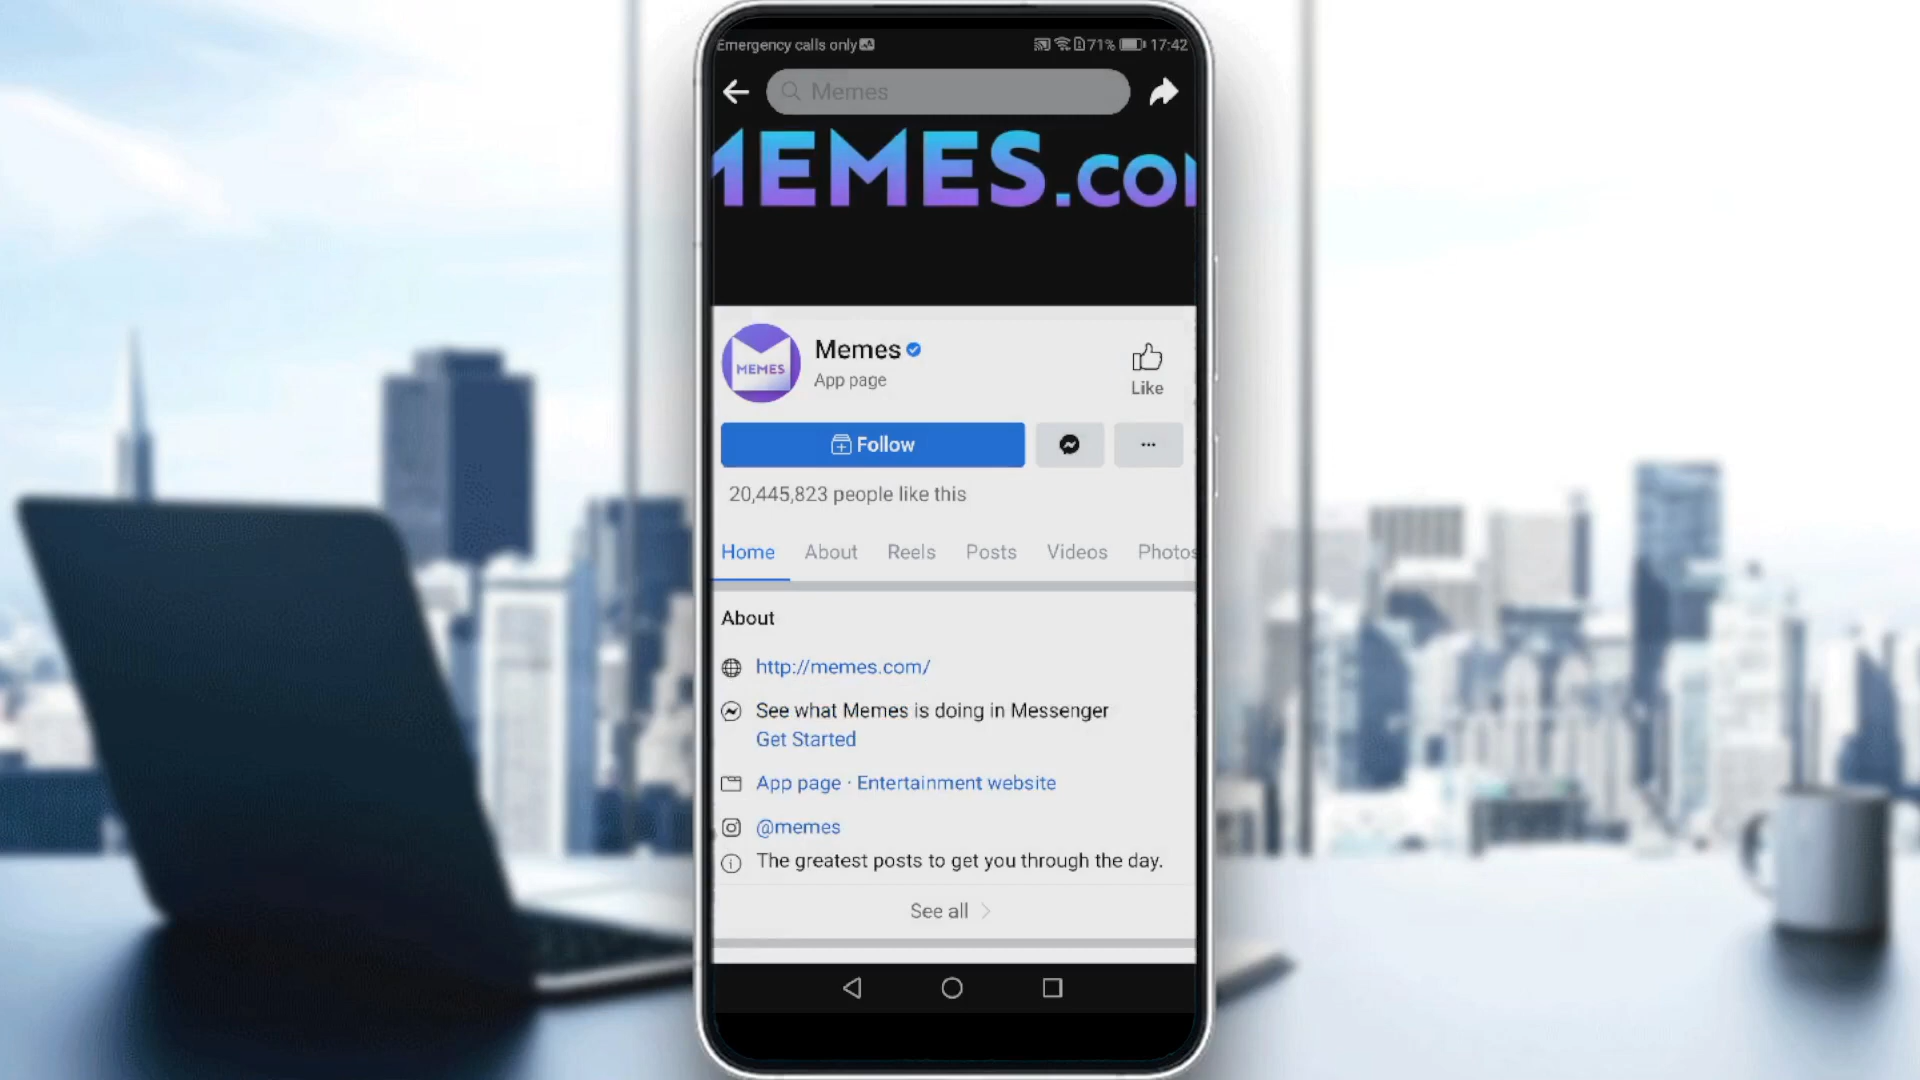 Emergency calls only
71% 17:42
Memes
MEMES.CO
MEMES
Memes
App page
Like
Follow
20,445,823 people like this
Home About Reels Posts Videos Photos
About
http://memes.com/
See what Memes is doing in Messenger
Get Started
App page · Entertainment website
@memes
The greatest posts to get you through the day.
See all